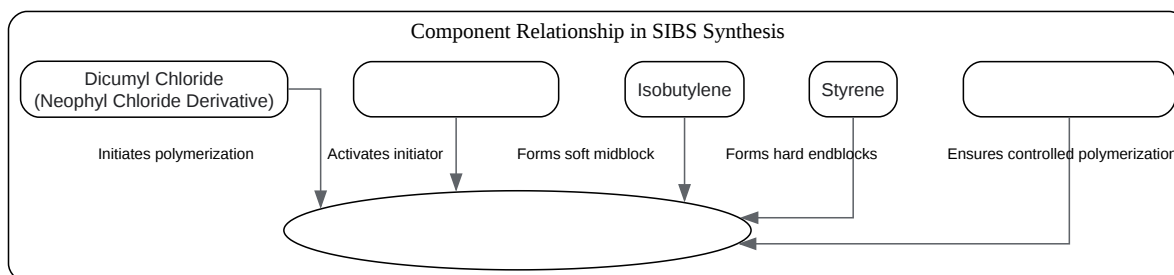 Component Relationship in SIBS Synthesis
Dicumyl Chloride
(Neophyl Chloride Derivative)
Isobutylene
Styrene
Initiates polymerization
Activates initiator
Forms soft midblock
Forms hard endblocks
Ensures controlled polymerization